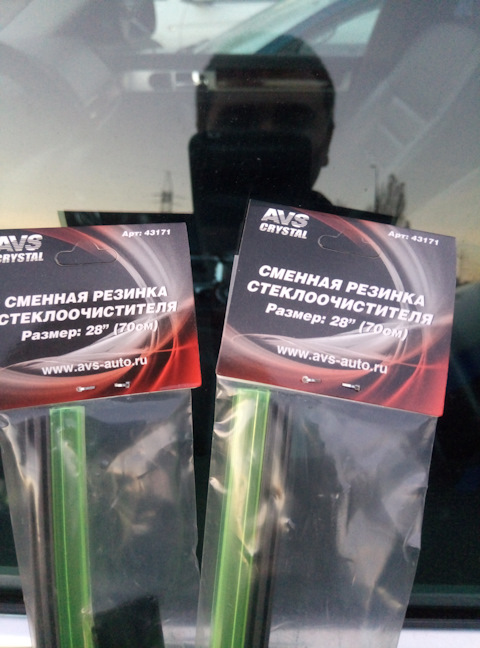 AVS
CRYSTAL
Арт: 43171
СМЕННАЯ РЕЗИНКА
СТЕКЛООЧИСТИТЕЛЯ
Размер: 28” (70см)
www.avs-auto.ru
AVS
CRYSTAL
Арт: 43171
СМЕННАЯ РЕЗИНКА
СТЕКЛООЧИСТИТЕЛЯ
Размер: 28” (70см)
www.avs-auto.ru